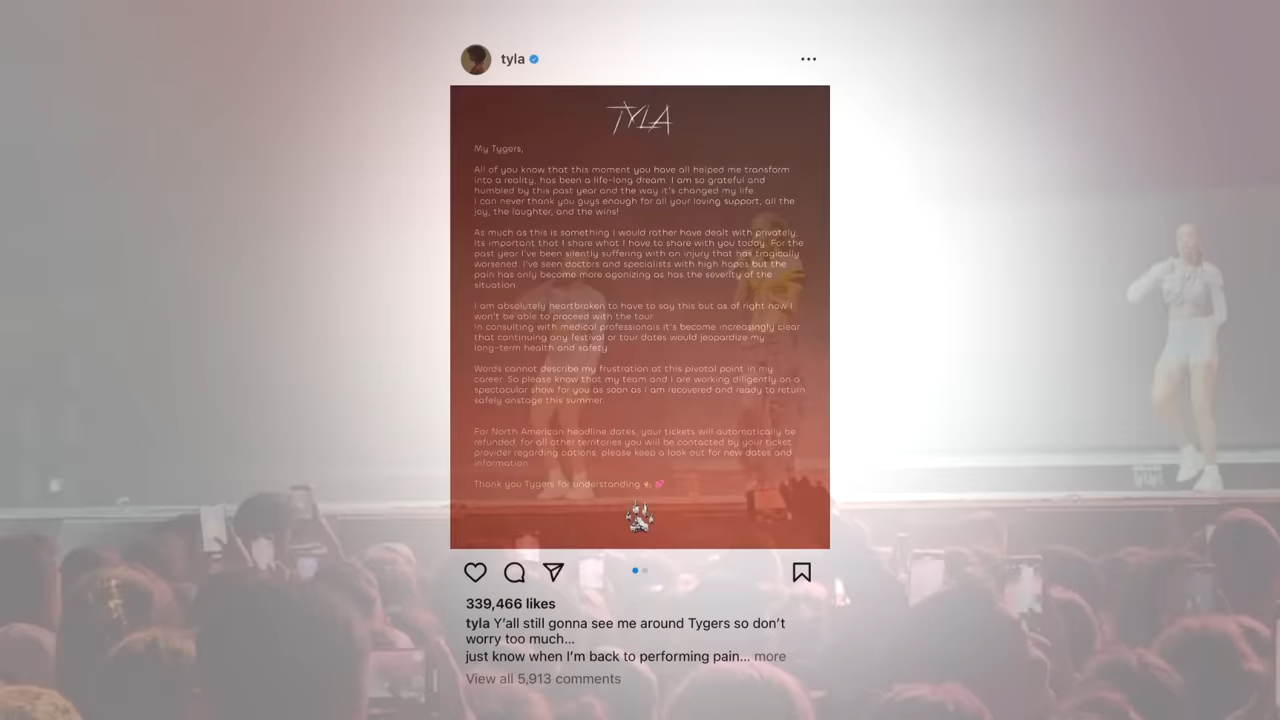 tyla
TYLA
My Tygers,
All of you know that this moment you have all helped me transform
into a reality, has been a life-long dream. I am so grateful and
humbled by this past year and the way it's changed my life
I can never thank you guys enough for all your loving support, all the
joy, the laughter, and the wins!
As much as this is something I would rather have dealt with privately,
Its important that I share what I have to share with you today. For the
past year I've been silently suffering with an injury that has tragically
worsened. I've seen doctors and specialists with high hopes but the
pain has only become more agonizing as has the severity of the
situation.
I am absolutely heartbroken to have to say this but as of right now I
won't be able to proceed with the tour.
In consulting with medical professionals it's become increasingly clear
that continuing any festival or tour dates would jeopardize my
long-term health and safety
Words cannot describe my frustration at this pivotal point in my
career. So please know that my team and I are working diligently on a
spectacular show for you as soon as I am recovered and ready to return
safely onstage this summer.
For North American headline dates, your tickets will automatically be
refunded, for all other territories you will be contacted by your ticket
provider regarding options, please keep a look out for new dates and
information.
Thank you Tygers for understanding 🐅 💕
339,466 likes
tyla Y'all still gonna see me around Tygers so don't
worry too much...
just know when I'm back to performing pain... more
View all 5,913 comments